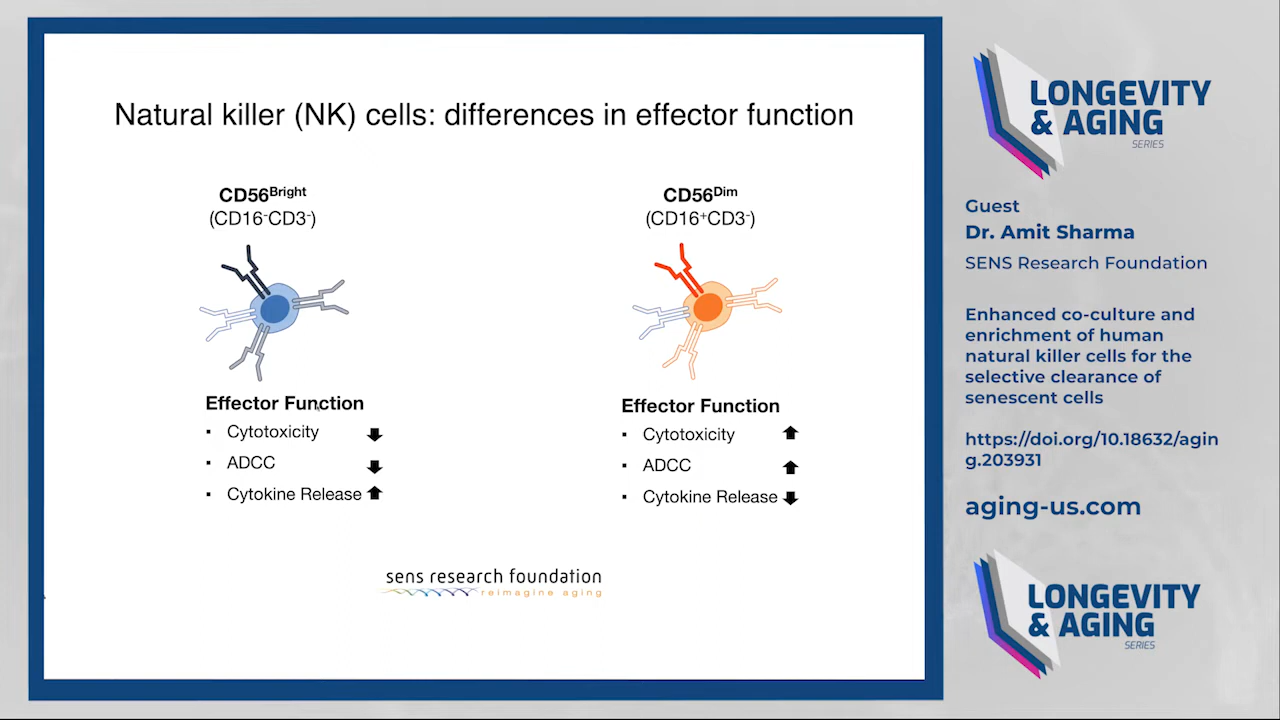 Natural killer (NK) cells: differences in effector function
CD56Bright
(CD16-CD3-)
Effector Function
▪ Cytotoxicity
▪ ADCC
▪ Cytokine Release
CD56Dim
(CD16+CD3-)
Effector Function
▪ Cytotoxicity
▪ ADCC
▪ Cytokine Release
sens research foundation
reimagine aging
LONGEVITY
& AGING
SERIES
Guest
Dr. Amit Sharma
SENS Research Foundation
Enhanced co-culture and
enrichment of human
natural killer cells for the
selective clearance of
senescent cells
https://doi.org/10.18632/agin
g.203931
aging-us.com
LONGEVITY
& AGING
SERIES